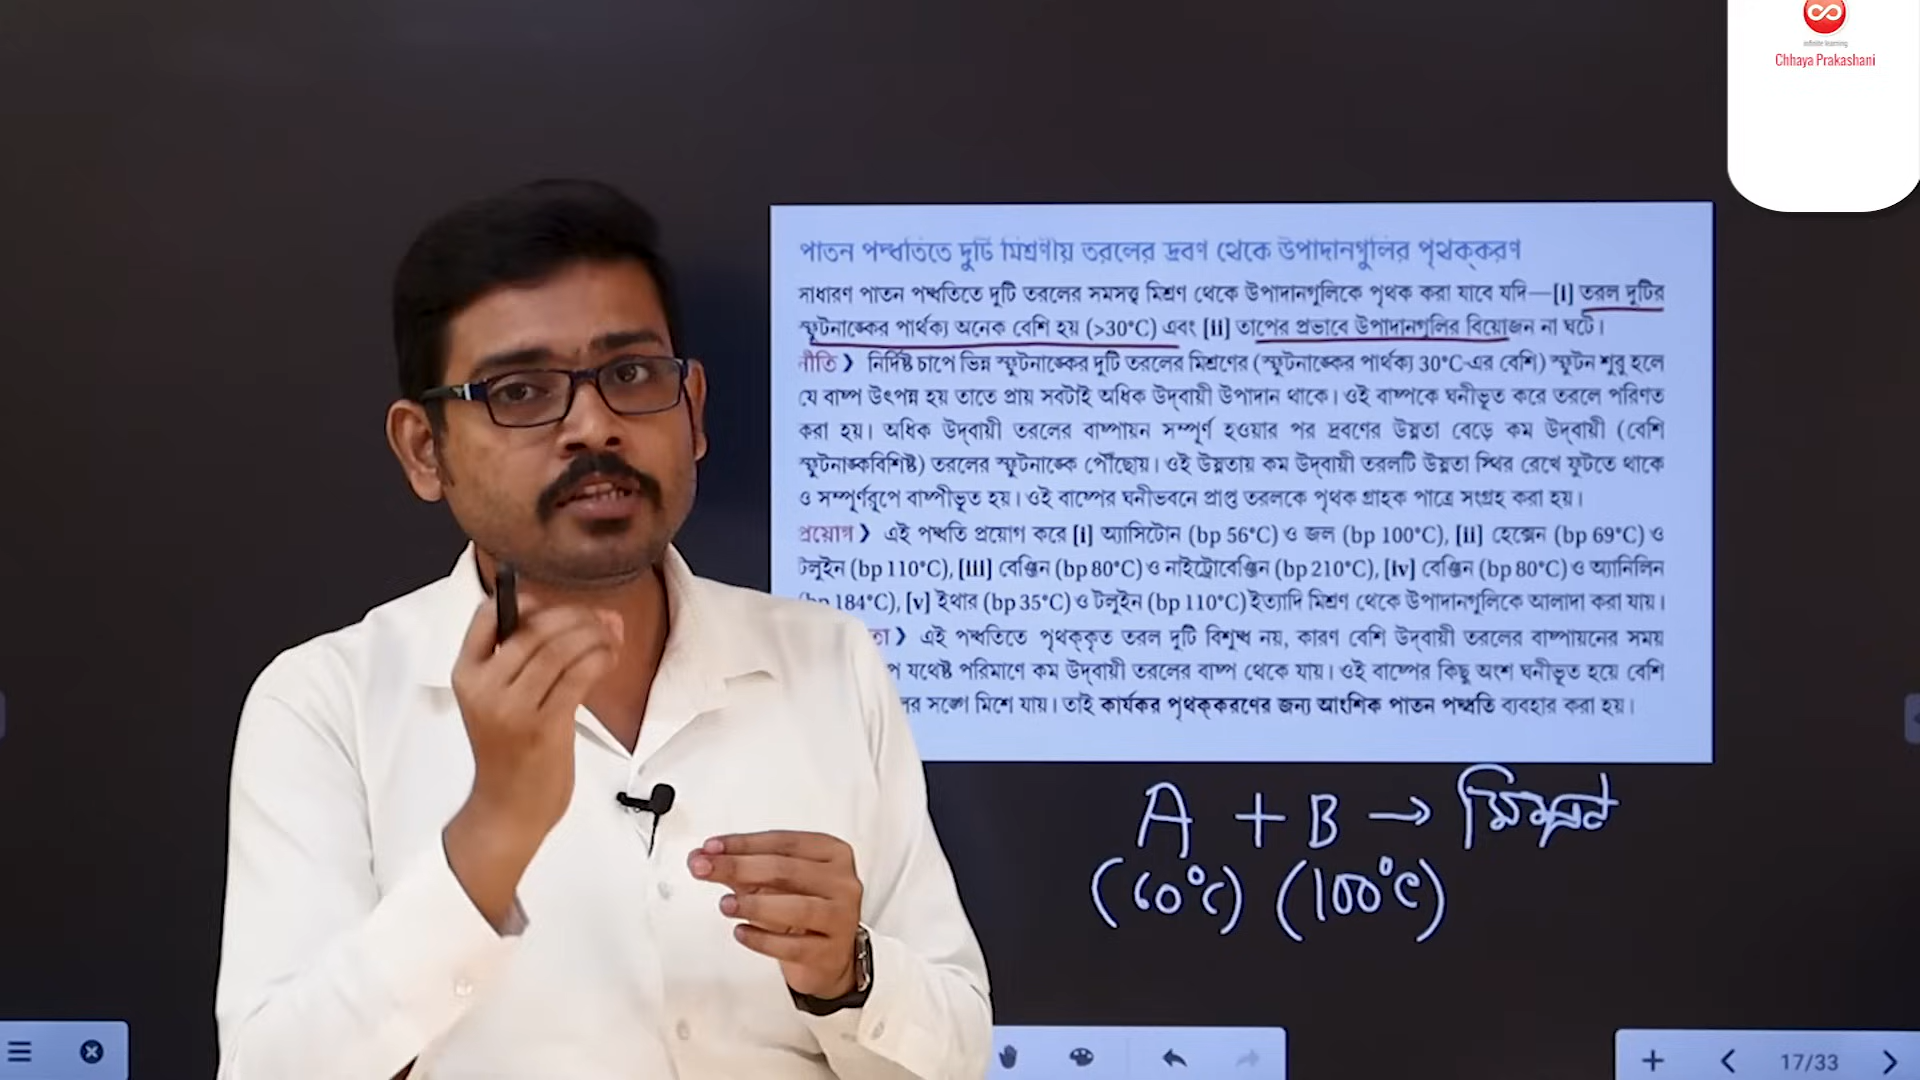 infinite learning
Chhaya Prakashani
পাতন পদ্ধতিতে দুটি মিশ্রণীয় তরলের দ্রবণ থেকে উপাদানগুলির পৃথক্‌করণ
সাধারণ পাতন পদ্ধতিতে দুটি তরলের সমসত্ত্ব মিশ্রণ থেকে উপাদানগুলিকে পৃথক করা যাবে যদি—[i] তরল দুটির
স্ফুটনাঙ্কের পার্থক্য অনেক বেশি হয় (>30°C) এবং [ii] তাপের প্রভাবে উপাদানগুলির বিয়োজন না ঘটে।
নীতি ❯ নির্দিষ্ট চাপে ভিন্ন স্ফুটনাঙ্কের দুটি তরলের মিশ্রণের (স্ফুটনাঙ্কের পার্থক্য 30°C-এর বেশি) স্ফুটন শুরু হলে
যে বাষ্প উৎপন্ন হয় তাতে প্রায় সবটাই অধিক উদ্‌বায়ী উপাদান থাকে। ওই বাষ্পকে ঘনীভূত করে তরলে পরিণত
করা হয়। অধিক উদ্‌বায়ী তরলের বাষ্পায়ন সম্পূর্ণ হওয়ার পর দ্রবণের উষ্ণতা বেড়ে কম উদ্‌বায়ী (বেশি
স্ফুটনাঙ্কবিশিষ্ট) তরলের স্ফুটনাঙ্কে পৌঁছোয়। ওই উষ্ণতায় কম উদ্‌বায়ী তরলটি উষ্ণতা স্থির রেখে ফুটতে থাকে
ও সম্পূর্ণরূপে বাষ্পীভূত হয়। ওই বাষ্পের ঘনীভবনে প্রাপ্ত তরলকে পৃথক গ্রাহক পাত্রে সংগ্রহ করা হয়।
প্রয়োগ ❯ এই পদ্ধতি প্রয়োগ করে [i] অ্যাসিটোন (bp 56°C) ও জল (bp 100°C), [ii] হেক্সেন (bp 69°C) ও
টলুইন (bp 110°C), [iii] বেঞ্জিন (bp 80°C) ও নাইট্রোবেঞ্জিন (bp 210°C), [iv] বেঞ্জিন (bp 80°C) ও অ্যানিলিন
184°C), [v] ইথার (bp 35°C) ও টলুইন (bp 110°C) ইত্যাদি মিশ্রণ থেকে উপাদানগুলিকে আলাদা করা যায়।
❯ এই পদ্ধতিতে পৃথক্‌কৃত তরল দুটি বিশুদ্ধ নয়, কারণ বেশি উদ্‌বায়ী তরলের বাষ্পায়নের সময়
যথেষ্ট পরিমাণে কম উদ্‌বায়ী তরলের বাষ্প থেকে যায়। ওই বাষ্পের কিছু অংশ ঘনীভূত হয়ে বেশি
সঙ্গে মিশে যায়। তাই কার্যকর পৃথক্‌করণের জন্য আংশিক পাতন পদ্ধতি ব্যবহার করা হয়।
A + B → মিশ্রণ
(60°C) (100°C)
17/33